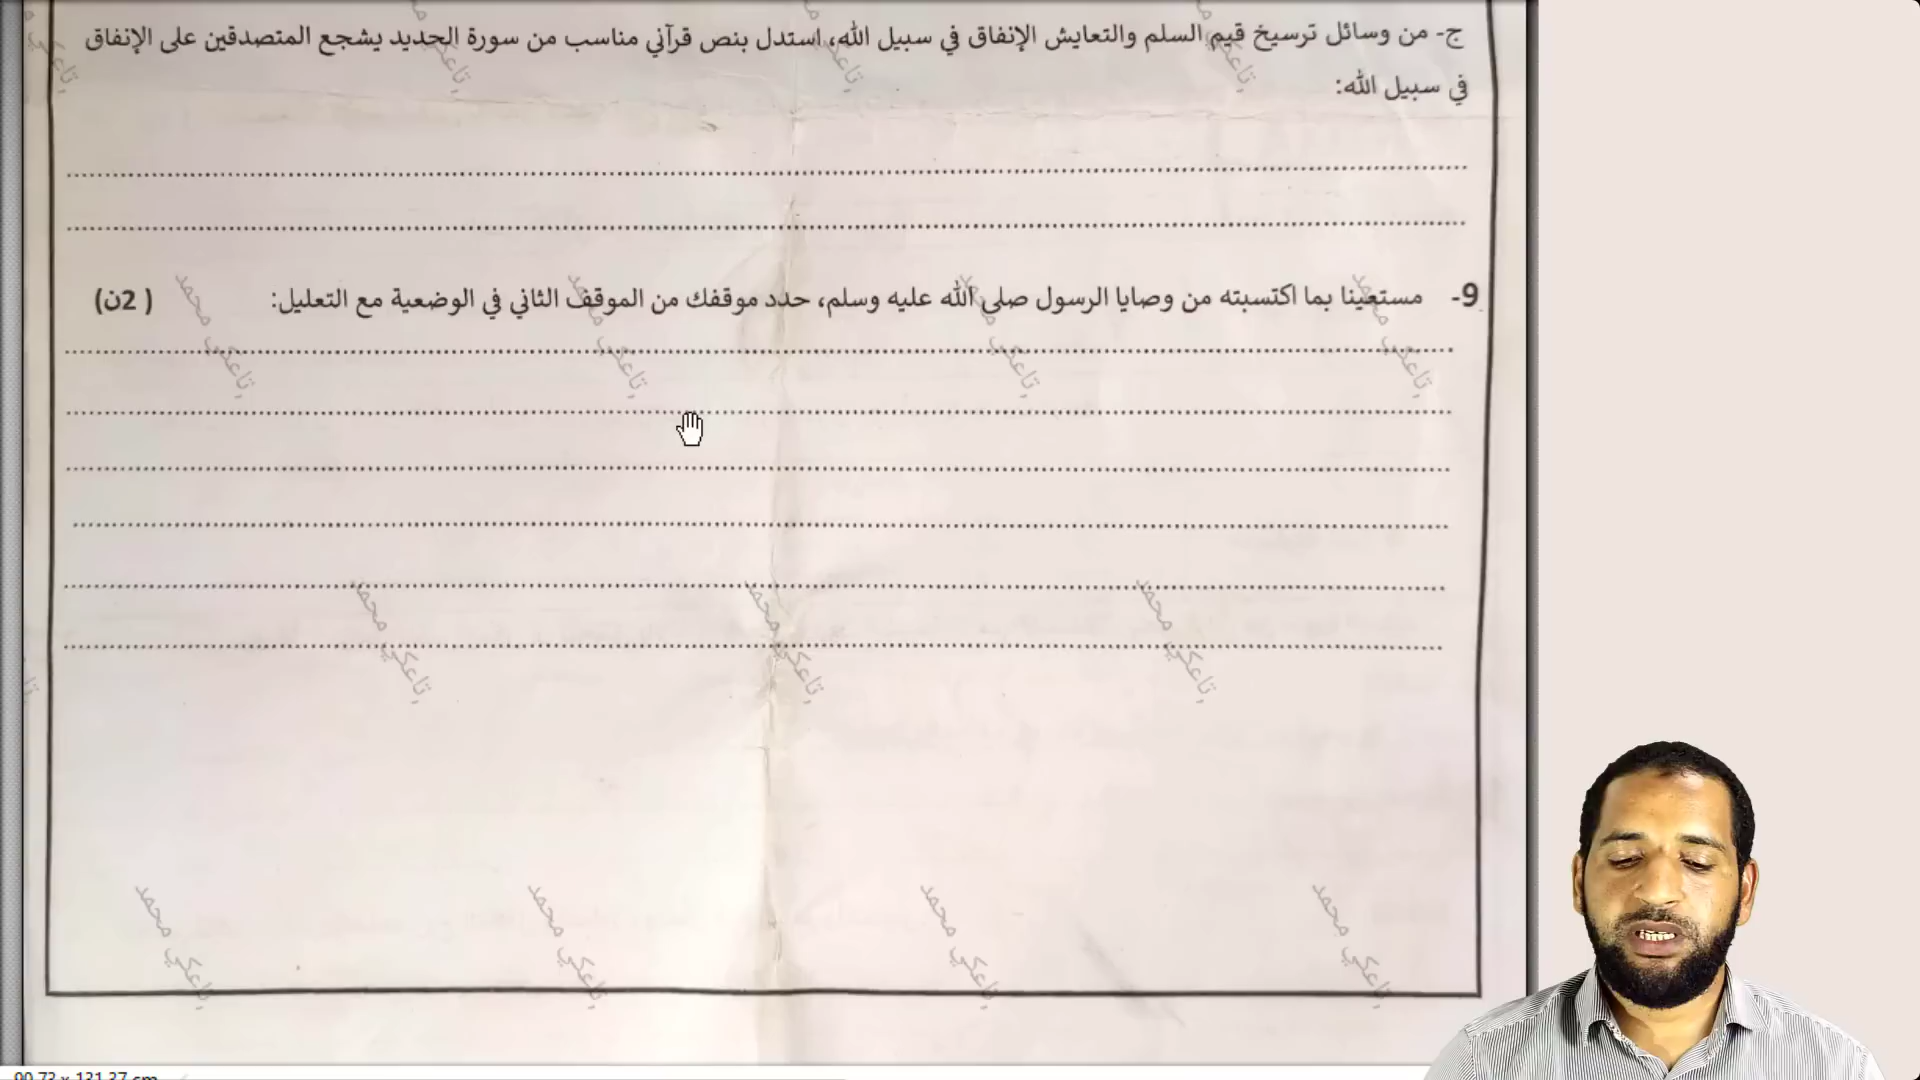 ج- من وسائل ترسيخ قيم السلم والتعايش الإنفاق في سبيل الله، استدل بنص قرآني مناسب من سورة الحديد يشجع المتصدقين على الإنفاق
في سبيل الله:
9- مستعينا بما اكتسبته من وصايا الرسول صلى الله عليه وسلم، حدد موقفك من الموقف الثاني في الوضعية مع التعليل: ( 2ن)